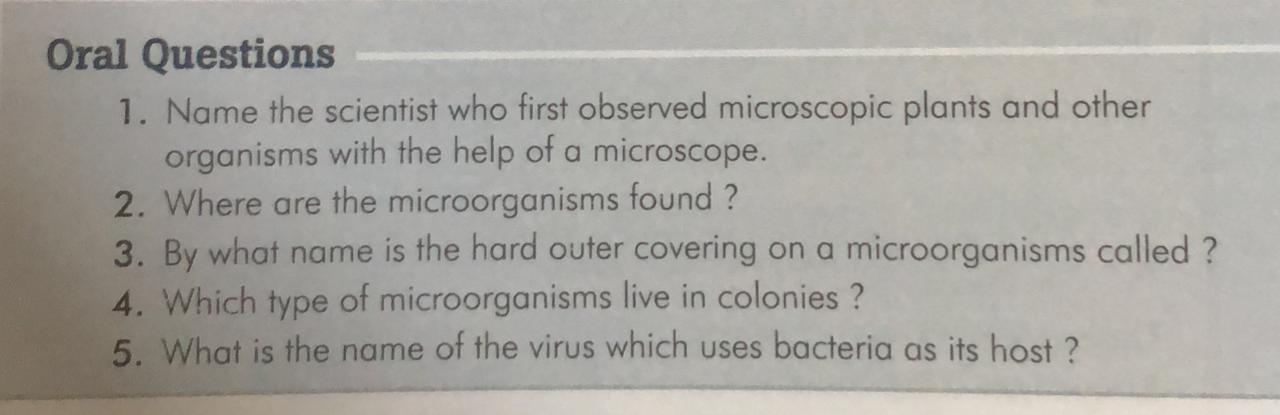 Oral Questions
1. Name the scientist who first observed microscopic plants and other
organisms with the help of a microscope.
2. Where are the microorganisms found ?
3. By what name is the hard outer covering on a microorganisms called ?
4. Which type of microorganisms live in colonies ?
5. What is the name of the virus which uses bacteria as its host ?